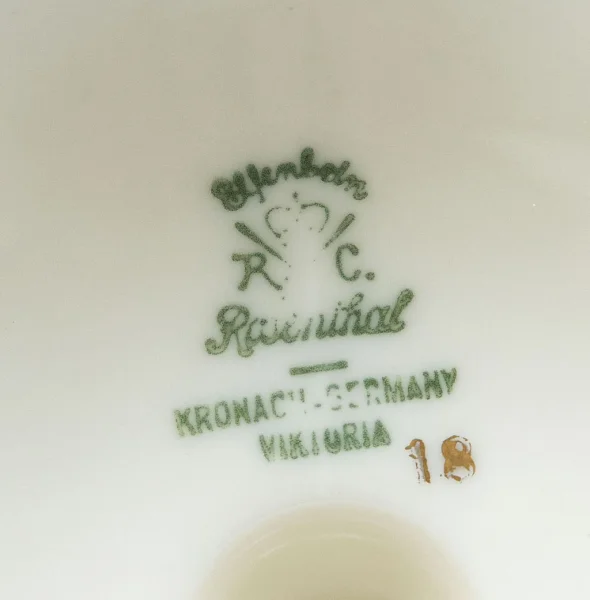 Elfenbein
R C.
Rosenthal
KRONACH-GERMANY
VIKTORIA
18